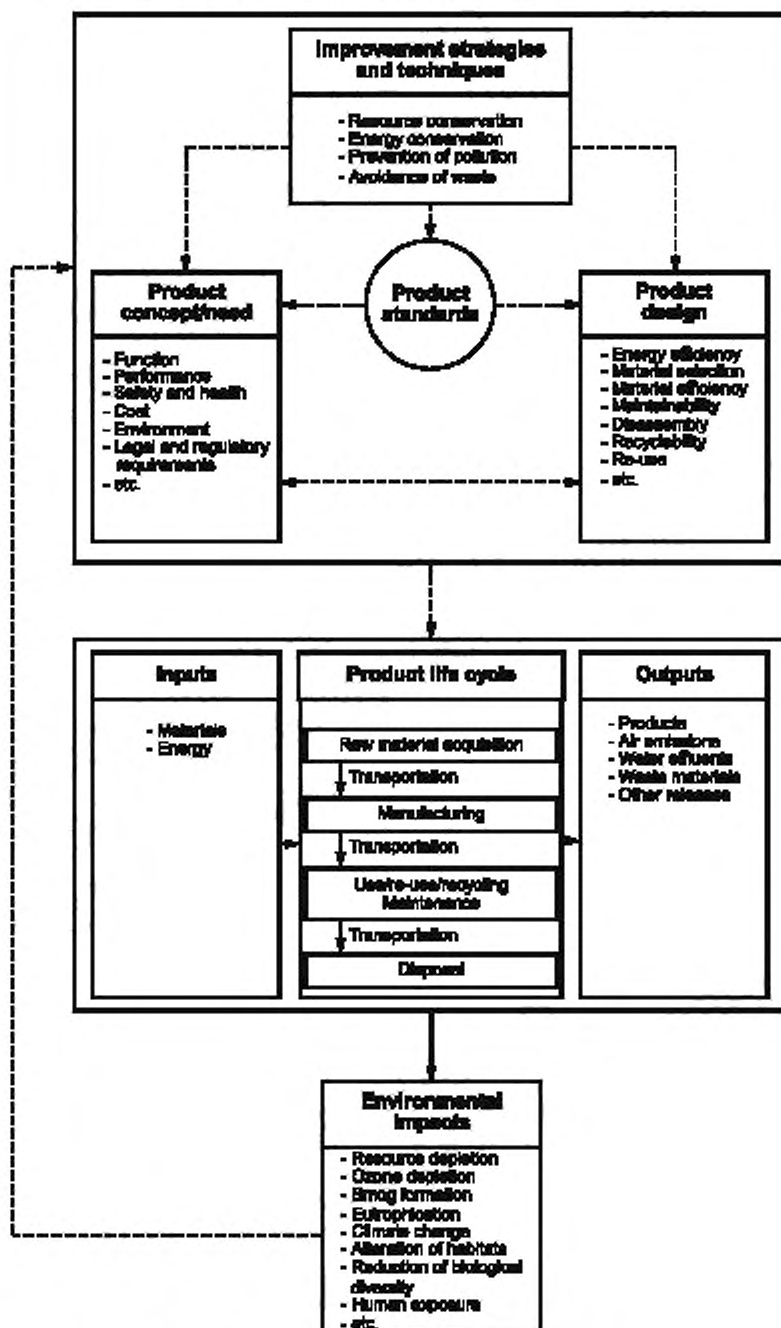 Improvement strategies
and techniques
- Resource conservation
- Energy conservation
- Prevention of pollution
- Avoidance of waste
Product
concept/need
- Function
- Performance
- Safety and health
- Cost
- Environment
- Legal and regulatory
requirements
- etc.
Product
standards
Product
design
- Energy efficiency
- Material selection
- Material efficiency
- Maintainability
- Disassembly
- Recyclability
- Re-use
- etc.
Inputs
- Materials
- Energy
Product life cycle
Raw material acquisition
Transportation
Manufacturing
Transportation
Use/re-use/recycling
Maintenance
Transportation
Disposal
Outputs
- Products
- Air emissions
- Water effluents
- Waste materials
- Other releases
Environmental
impacts
- Resource depletion
- Ozone depletion
- Smog formation
- Eutrophication
- Climate change
- Alteration of habitats
- Reduction of biological
diversity
- Human exposure
- etc.